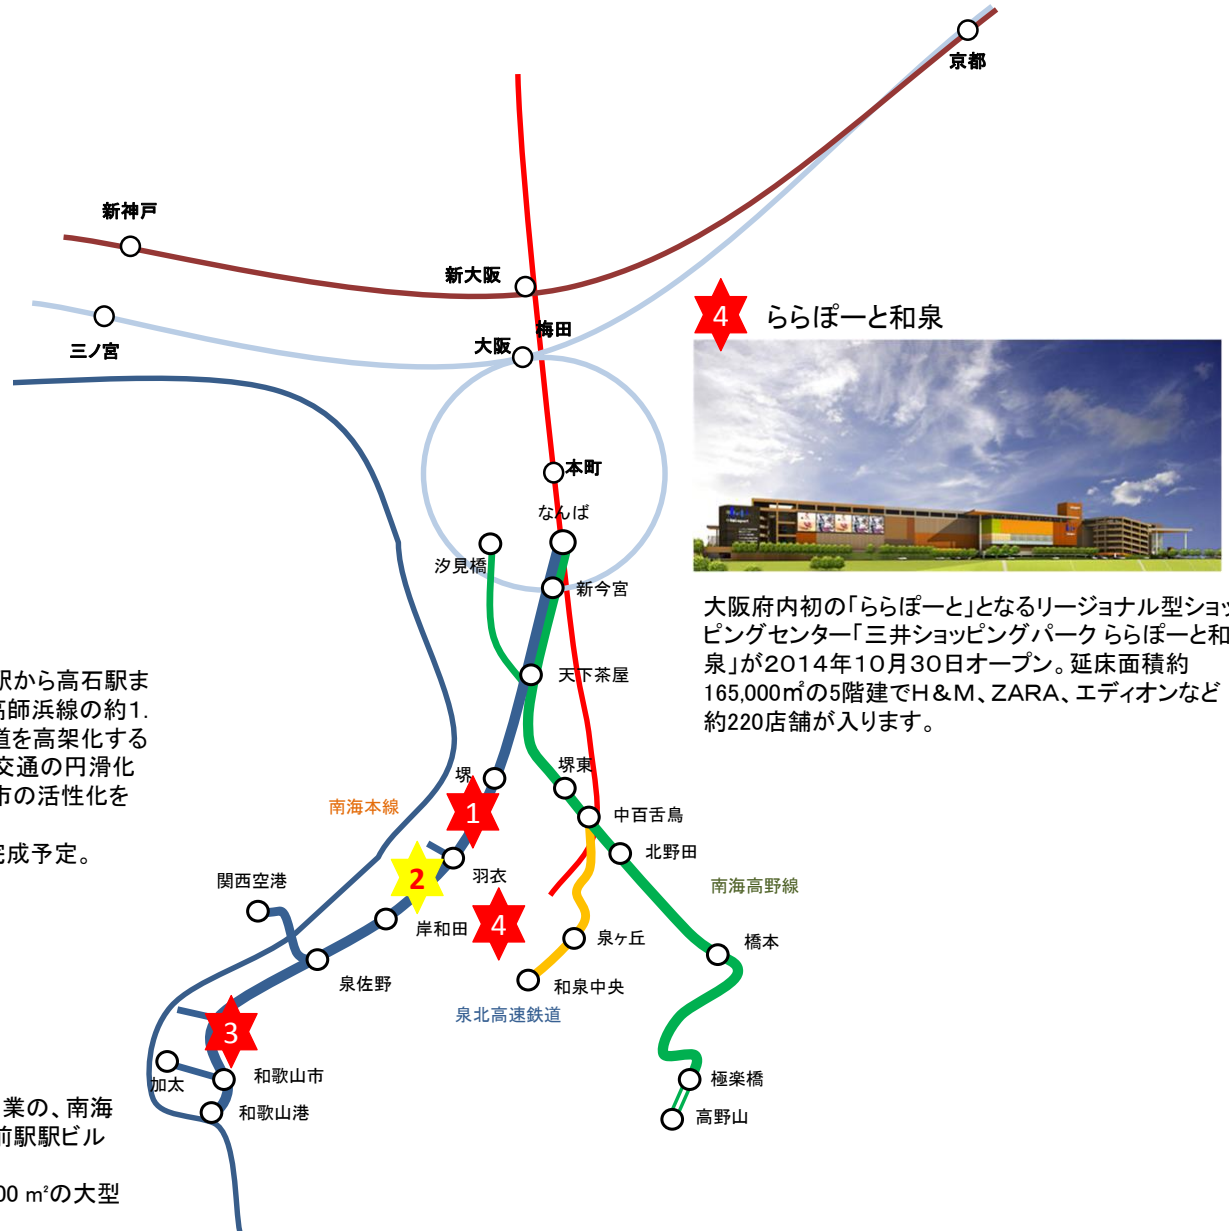 京都
新神戸
新大阪
梅田
大阪
三ノ宮
4 ららぽーと和泉
本町
なんば
汐見橋
新今宮
天下茶屋
大阪府内初の「ららぽーと」となるリージョナル型ショッ
ピングセンター「三井ショッピングパーク ららぽーと和
泉」が2014年10月30日オープン。延床面積約
165,000㎡の5階建でH&M、ZARA、エディオンなど
約220店舗が入ります。
駅から高石駅ま
高師浜線の約1.
道を高架化する
交通の円滑化
市の活性化を
完成予定。
堺
堺東
1
南海本線
中百舌鳥
北野田
羽衣
2
関西空港
南海高野線
岸和田
4
泉ヶ丘
橋本
泉佐野
和泉中央
泉北高速鉄道
3
加太
和歌山市
極楽橋
和歌山港
高野山
業の、南海
前駅駅ビル
00 ㎡の大型